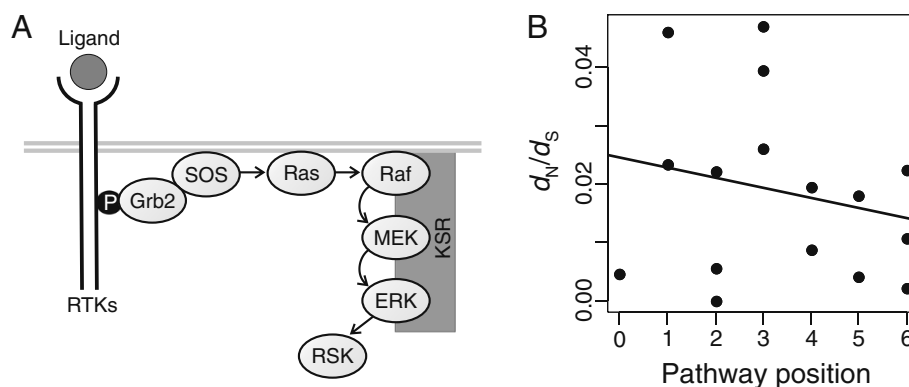 A
Ligand
P
Grb2
SOS
Ras
Raf
MEK
KSR
ERK
RSK
RTKs
B
dN/dS
0.04
0.02
0.00
0 1 2 3 4 5 6
Pathway position